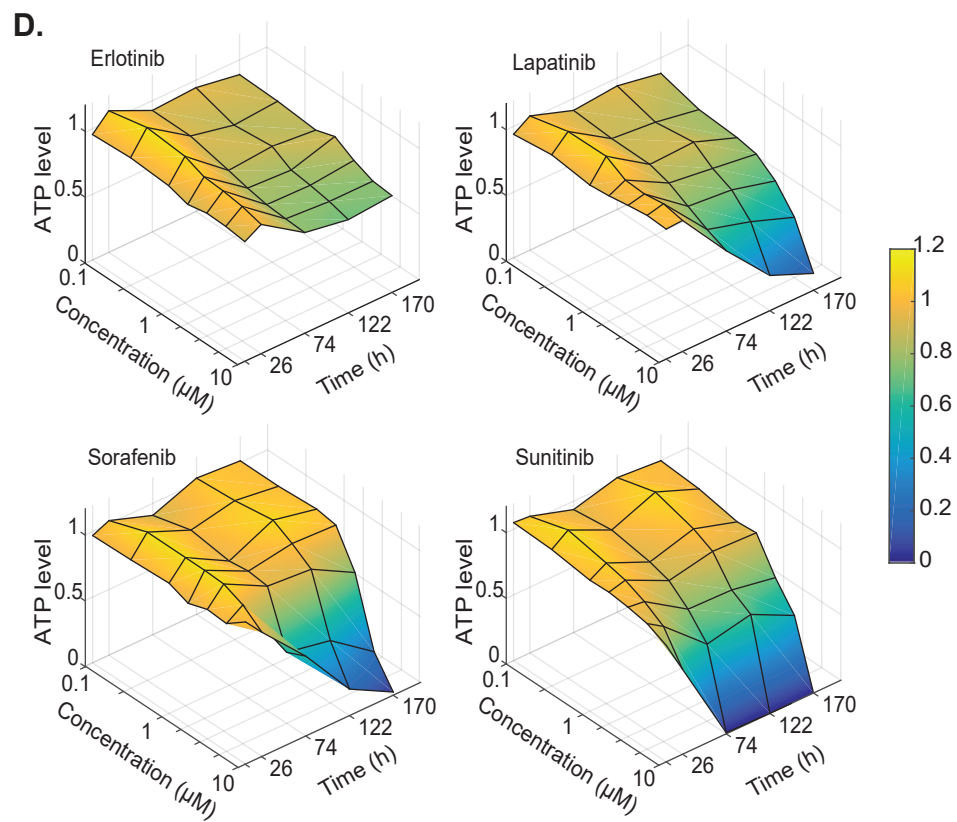 D.
Erlotinib
ATP level
1
0.5
0
0.1
1
10
Concentration (µM)
26
74
122
170
Time (h)
Lapatinib
ATP level
1
0.5
0
0.1
1
10
Concentration (µM)
26
74
122
170
Time (h)
1.2
1
0.8
0.6
0.4
0.2
0
Sorafenib
ATP level
1
0.5
0
0.1
1
10
Concentration (µM)
26
74
122
170
Time (h)
Sunitinib
ATP level
1
0.5
0
0.1
1
10
Concentration (µM)
26
74
122
170
Time (h)